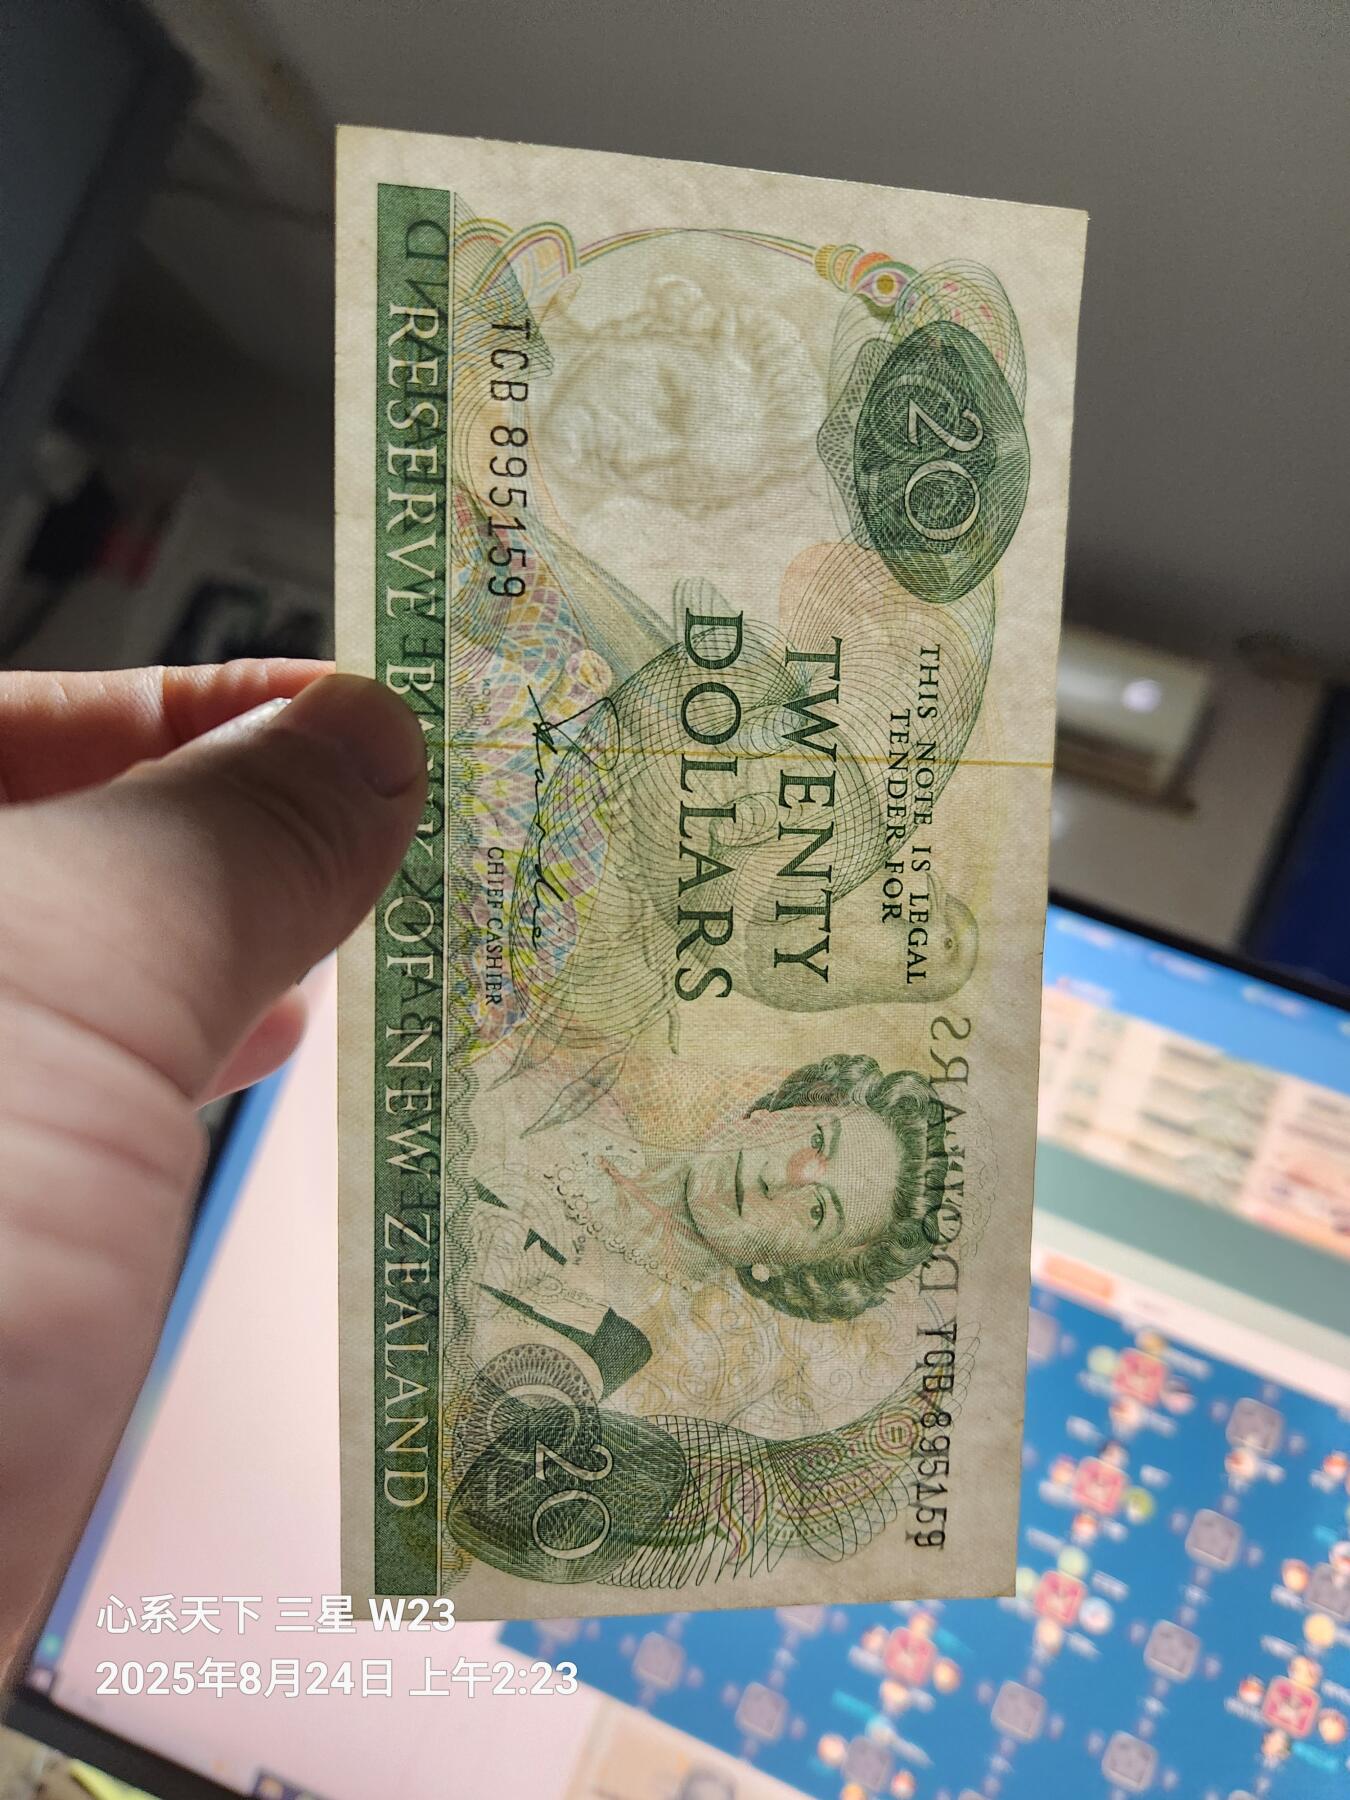 RESERVE BANK OF NEW ZEALAND
TGB 895159
20
THIS NOTE IS LEGAL
TENDER FOR
TWENTY
DOLLARS
CHIEF CASHIER
TGB 895159
20
心系天下 三星 W23
2025年8月24日 上午2:23